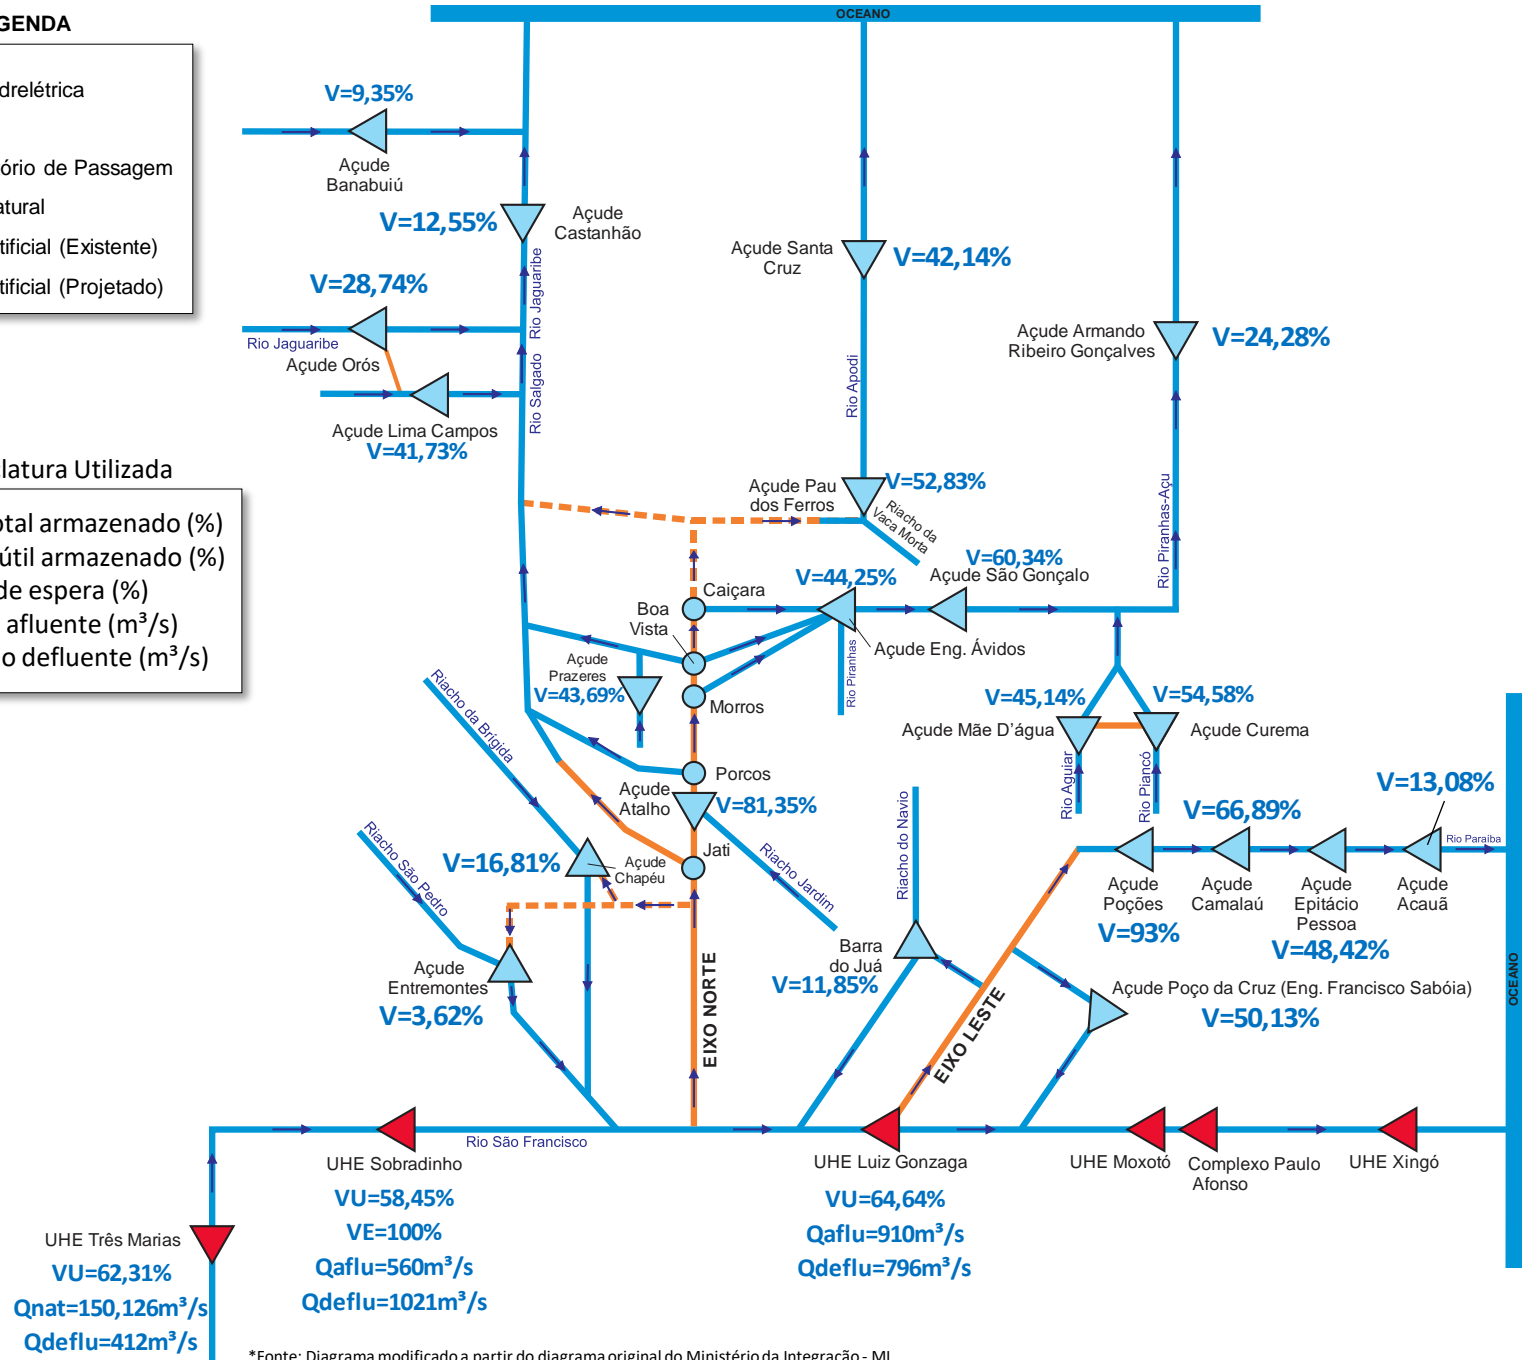 OCEANO
GENDA
drelétrica
ório de Passagem
atural
tificial (Existente)
tificial (Projetado)
V=9,35%
Açude
Banabuiú
V=12,55%
Açude
Castanhão
Rio Jaguaribe
V=28,74%
Rio Jaguaribe
Açude Orós
Rio Salgado
Açude Lima Campos
V=41,73%
Açude Santa
Cruz
V=42,14%
Rio Apodi
Açude Armando
Ribeiro Gonçalves
V=24,28%
Rio Piranhas-Açu
clatura Utilizada
otal armazenado (%)
útil armazenado (%)
de espera (%)
afluente (m³/s)
o defluente (m³/s)
Açude Pau
dos Ferros
V=52,83%
Riacho da
Vaca Morta
V=60,34%
Açude São Gonçalo
V=44,25%
Caiçara
Boa
Vista
Açude Eng. Ávidos
Rio Piranhas
Açude
Prazeres
V=43,69%
Morros
Riacho da Brígida
Porcos
Açude
Atalho
V=81,35%
Jati
Riacho Jardim
V=45,14%
Açude Mãe D'água
V=54,58%
Açude Curema
Rio Aguiar
Rio Piancó
V=13,08%
V=66,89%
Rio Paraíba
Riacho São Pedro
V=16,81%
Açude
Chapéu
Riacho do Navio
Açude
Poções
V=93%
Açude
Camalaú
Açude
Epitácio
Pessoa
V=48,42%
Açude
Acauã
Barra
do Juá
V=11,85%
Açude
Entremontes
V=3,62%
EIXO NORTE
EIXO LESTE
Açude Poço da Cruz (Eng. Francisco Sabóia)
V=50,13%
OCEANO
Rio São Francisco
UHE Sobradinho
VU=58,45%
VE=100%
Qaflu=560m³/s
Qdeflu=1021m³/s
UHE Luiz Gonzaga
VU=64,64%
Qaflu=910m³/s
Qdeflu=796m³/s
UHE Moxotó
Complexo Paulo
Afonso
UHE Xingó
UHE Três Marias
VU=62,31%
Qnat=150,126m³/s
Qdeflu=412m³/s
*Fonte: Diagrama modificado a partir do diagrama original do Ministério da Integração - MI